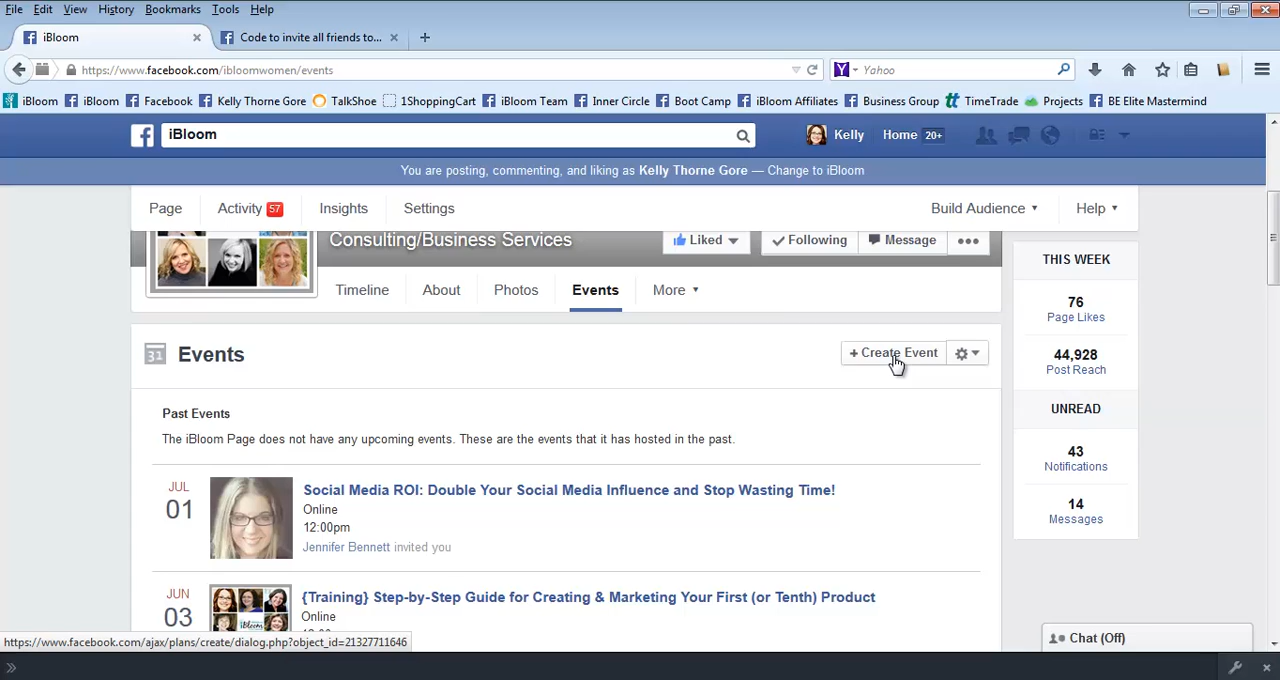 File Edit View History Bookmarks Tools Help
iBloom × Code to invite all friends to... × +
https://www.facebook.com/ibloomwomen/events Yahoo
iBloom iBloom Facebook Kelly Thorne Gore TalkShoe 1ShoppingCart iBloom Team Inner Circle Boot Camp iBloom Affiliates Business Group TimeTrade Projects BE Elite Mastermind
iBloom Kelly Home 20+
You are posting, commenting, and liking as Kelly Thorne Gore — Change to iBloom
Page Activity 57 Insights Settings Build Audience Help
Consulting/Business Services Liked Following Message
Timeline About Photos Events More
31 Events + Create Event
Past Events
The iBloom Page does not have any upcoming events. These are the events that it has hosted in the past.
JUL
01
Social Media ROI: Double Your Social Media Influence and Stop Wasting Time!
Online
12:00pm
Jennifer Bennett invited you
JUN
03
iBloom
{Training} Step-by-Step Guide for Creating & Marketing Your First (or Tenth) Product
Online
THIS WEEK
76
Page Likes
44,928
Post Reach
UNREAD
43
Notifications
14
Messages
https://www.facebook.com/ajax/plans/create/dialog.php?object_id=21327711646
Chat (Off)